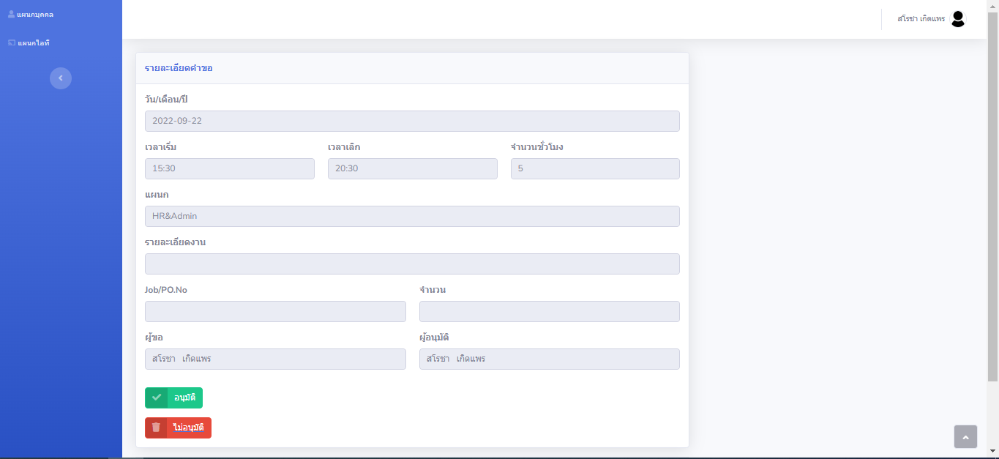 แผนกบุคคล
แผนกไอที
สโรชา เกิดแพร
รายละเอียดคำขอ
วัน/เดือน/ปี
2022-09-22
เวลาเริ่ม เวลาเลิก จำนวนชั่วโมง
15:30 20:30 5
แผนก
HR&Admin
รายละเอียดงาน
Job/PO.No จำนวน
ผู้ขอ ผู้อนุมัติ
สโรชา เกิดแพร สโรชา เกิดแพร
อนุมัติ
ไม่อนุมัติ